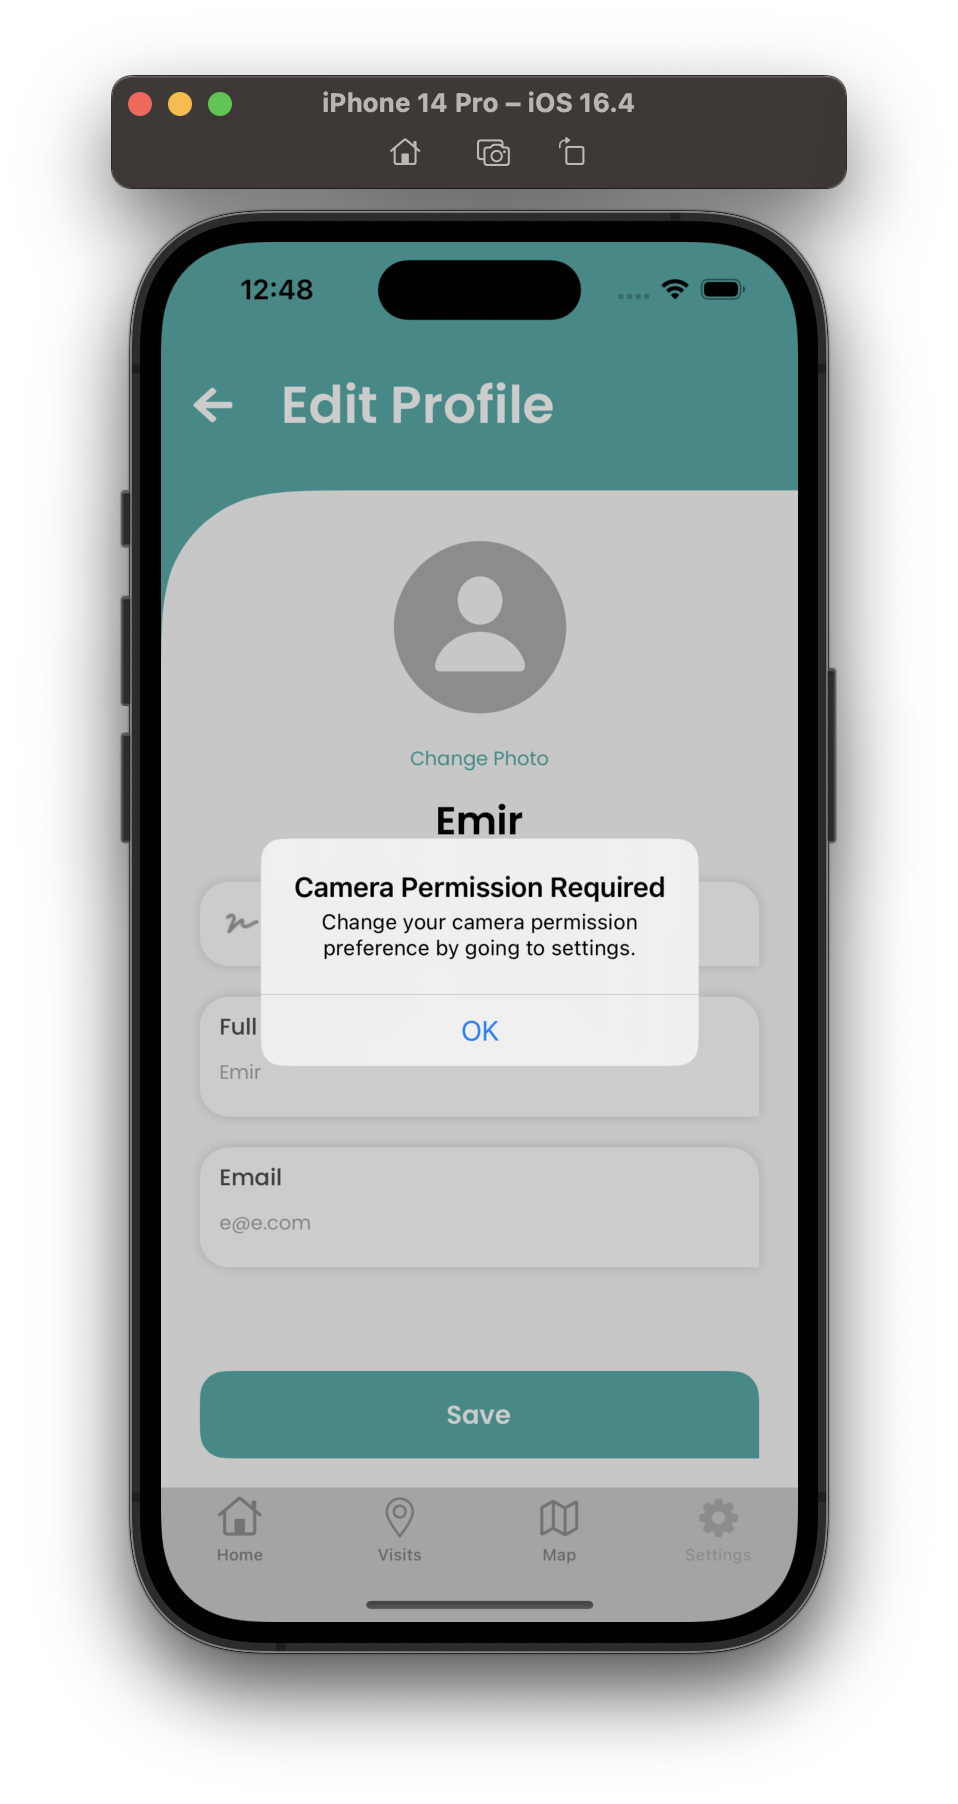 iPhone 14 Pro – iOS 16.4
12:48
Edit Profile
Change Photo
Emir
Camera Permission Required
Change your camera permission
preference by going to settings.
OK
Full
Emir
Email
e@e.com
Save
Home
Visits
Map
Settings